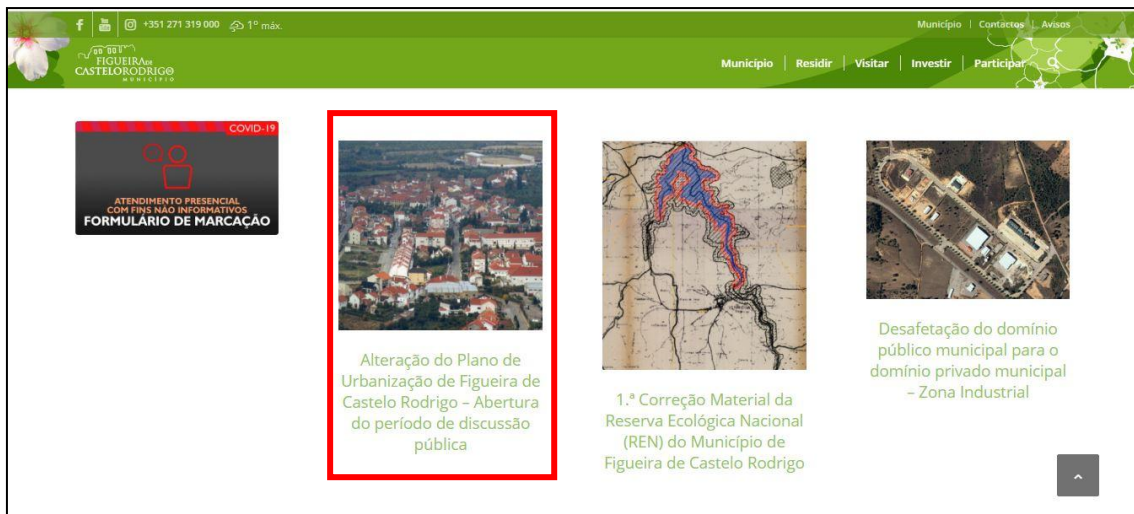 +351 271 319 000 1º máx.
Município | Contactos | Avisos
FIGUEIRA DE
CASTELO RODRIGO
MUNICÍPIO
Município | Residir | Visitar | Investir | Participar
COVID-19
ATENDIMENTO PRESENCIAL
COM FINS NÃO INFORMATIVOS
FORMULÁRIO DE MARCAÇÃO
Alteração do Plano de
Urbanização de Figueira de
Castelo Rodrigo – Abertura
do período de discussão
pública
1.ª Correção Material da
Reserva Ecológica Nacional
(REN) do Município de
Figueira de Castelo Rodrigo
Desafetação do domínio
público municipal para o
domínio privado municipal
– Zona Industrial